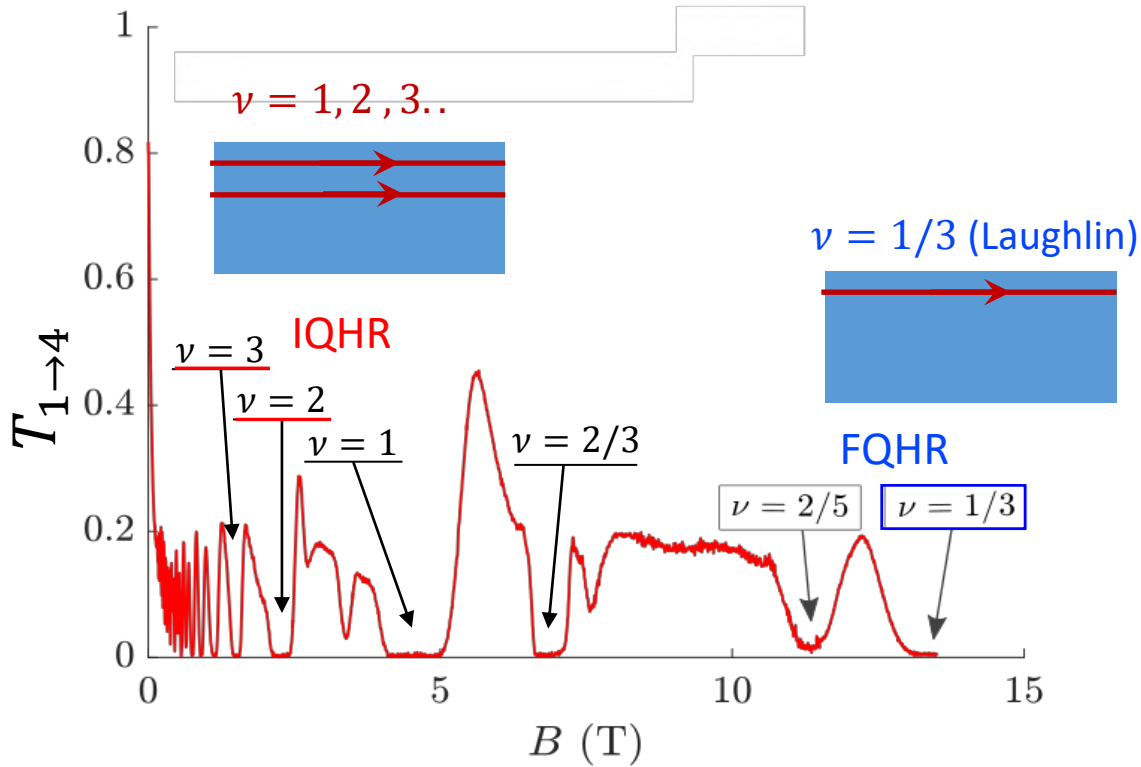 1
ν = 1, 2 , 3. .
0.8
ν = 1/3 (Laughlin)
0.6
IQHR
ν = 3
T1→4
0.4
ν = 2
ν = 1
ν = 2/3
FQHR
ν = 2/5
ν = 1/3
0.2
0
0 5 10 15
B (T)